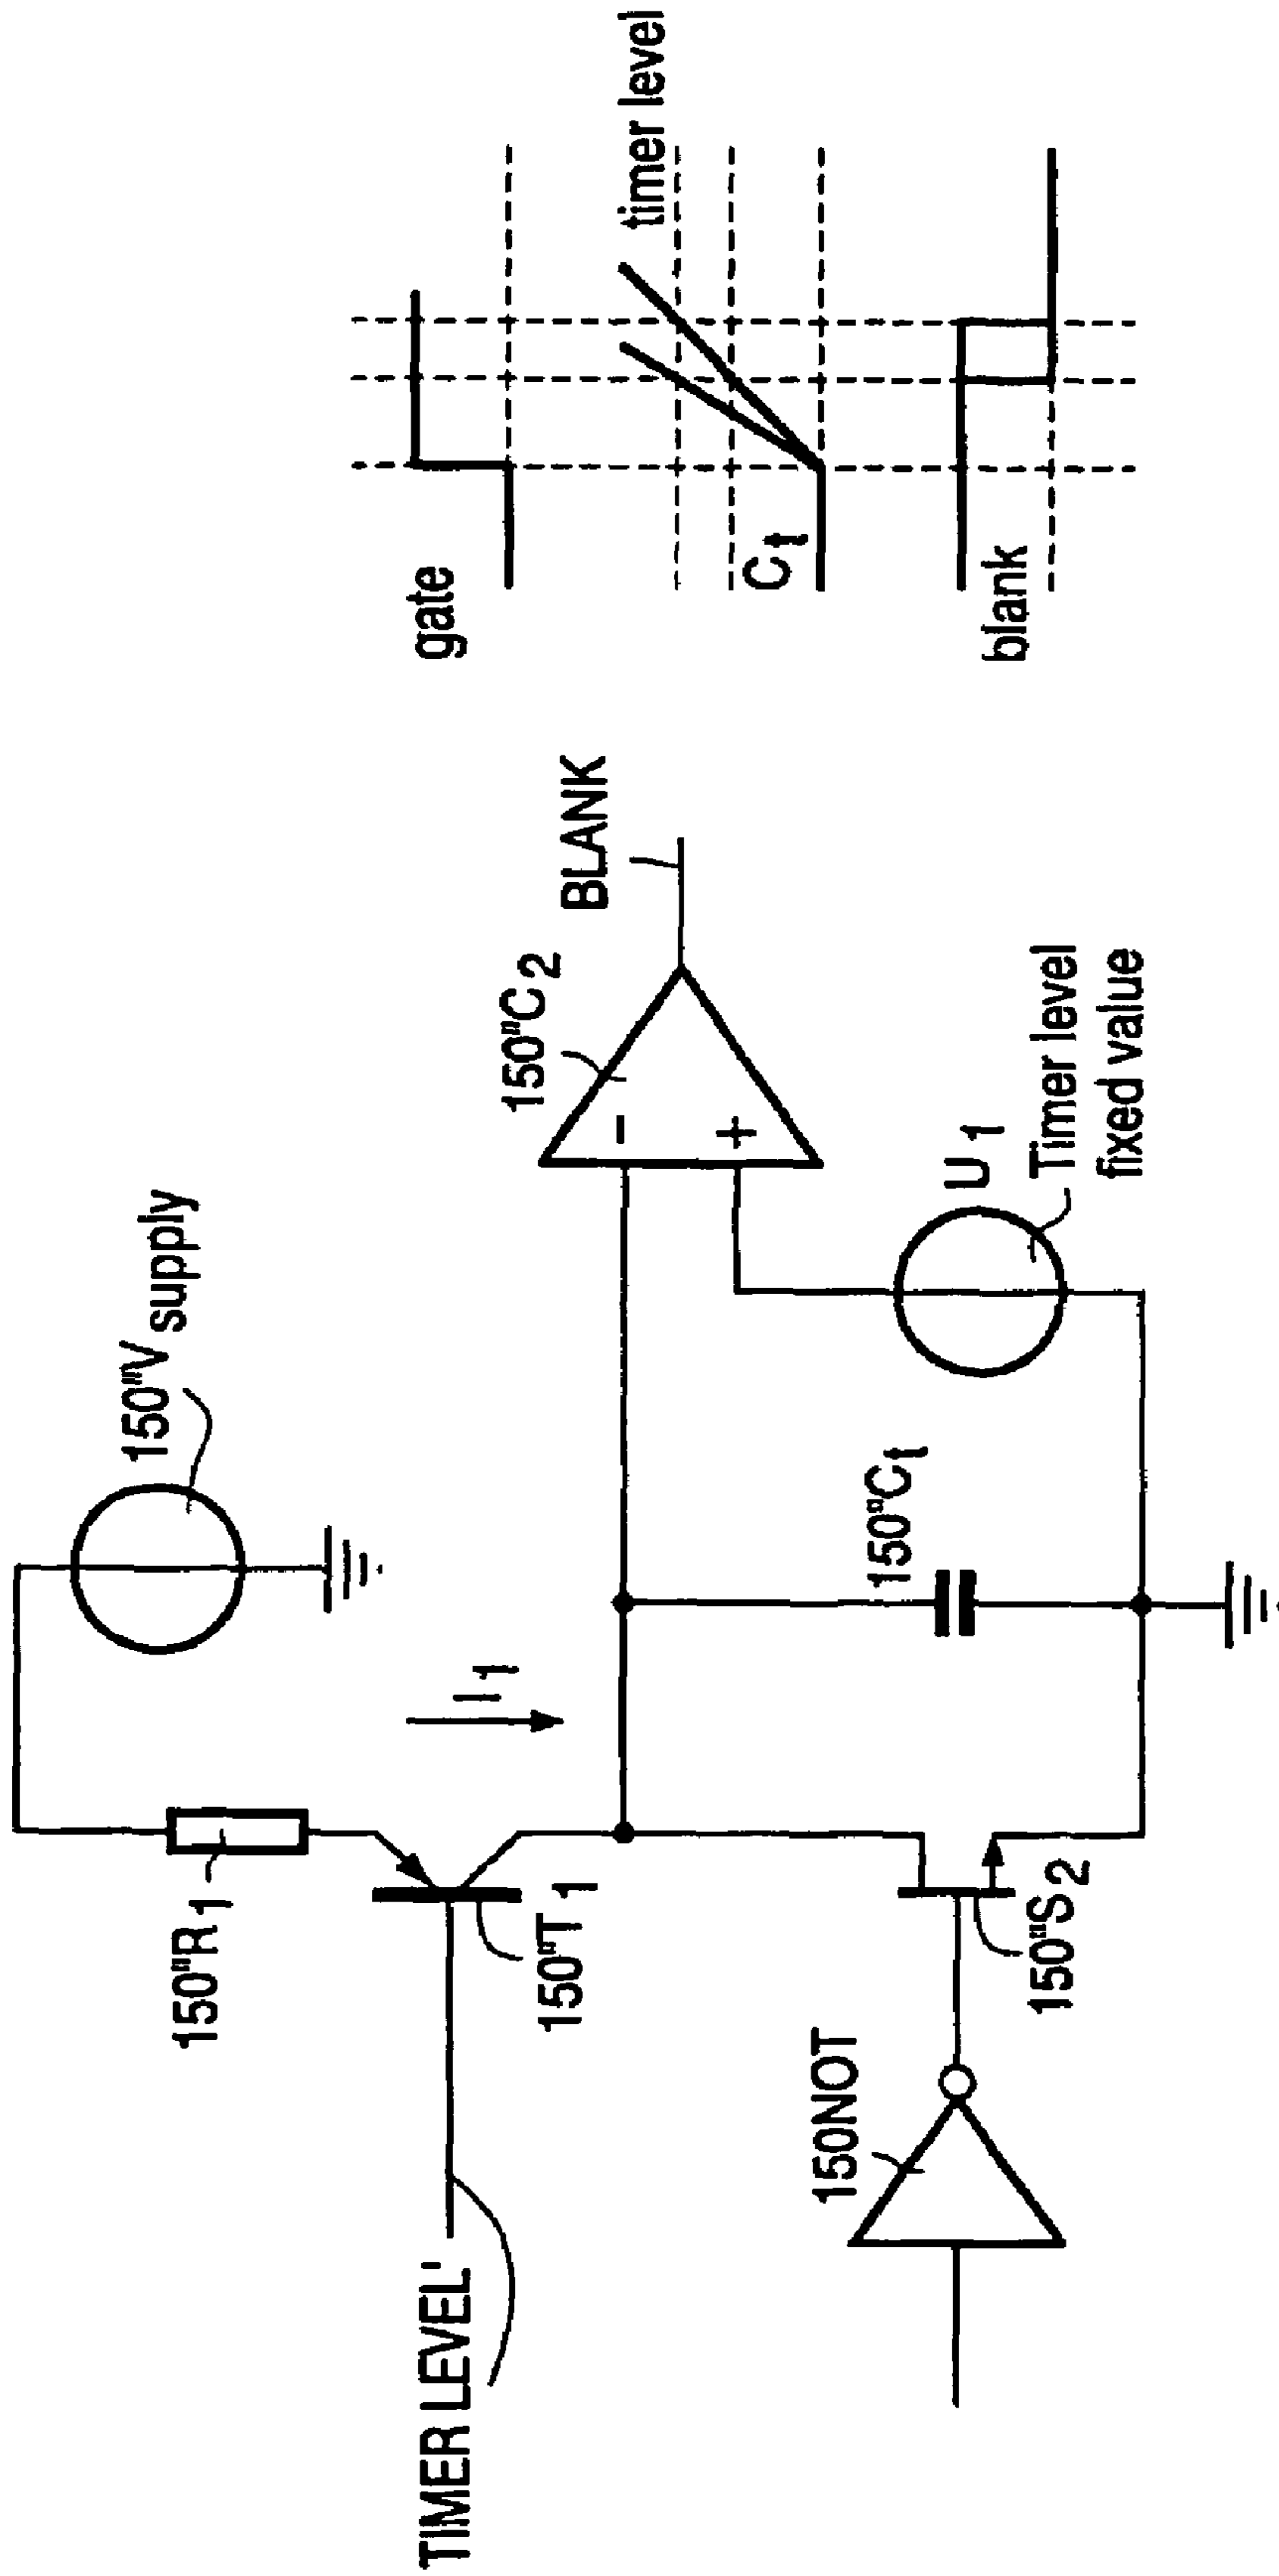 TIMER LEVEL'
150"R1
150"Vsupply
I1
150"T1
150NOT
150"S2
150"Ct
150"C2
-
+
BLANK
U1
Timer level
fixed value
gate
Ct
timer level
blank